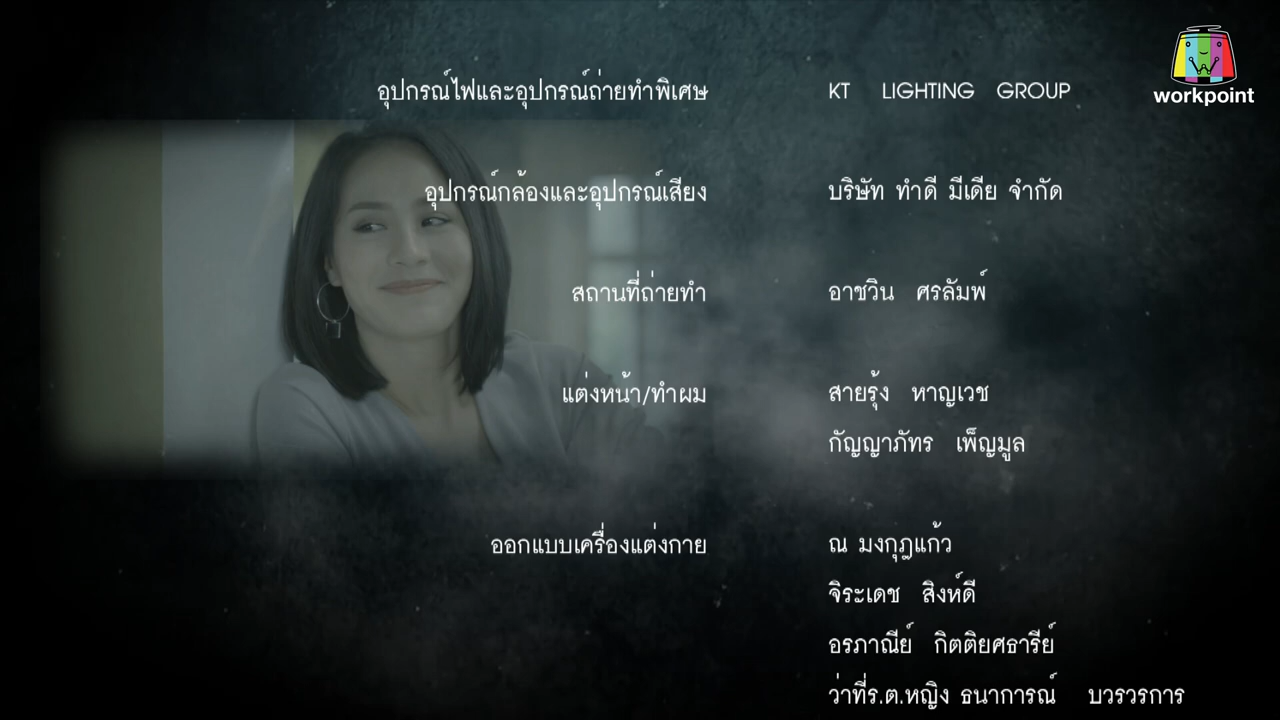 workpoint
อุปกรณ์ไฟและอุปกรณ์ถ่ายทำพิเศษ KT LIGHTING GROUP
อุปกรณ์กล้องและอุปกรณ์เสียง บริษัท ทำดี มีเดีย จำกัด
สถานที่ถ่ายทำ อาชวิน ศรลัมพ์
แต่งหน้า/ทำผม สายรุ้ง หาญเวช
กัญญาภัทร เพ็ญมูล
ออกแบบเครื่องแต่งกาย ณ มงกุฎแก้ว
จิระเดช สิงห์ดี
อรภาณีย์ กิตติยศธารีย์
ว่าที่ร.ต.หญิง ธนาการณ์ บวรวรการ